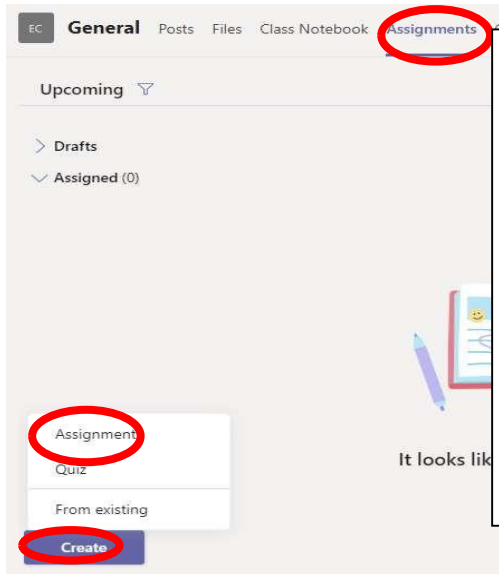 EC General Posts Files Class Notebook Assignments
Upcoming
Drafts
Assigned (0)
Assignment
Quiz
It looks lik
From existing
Create